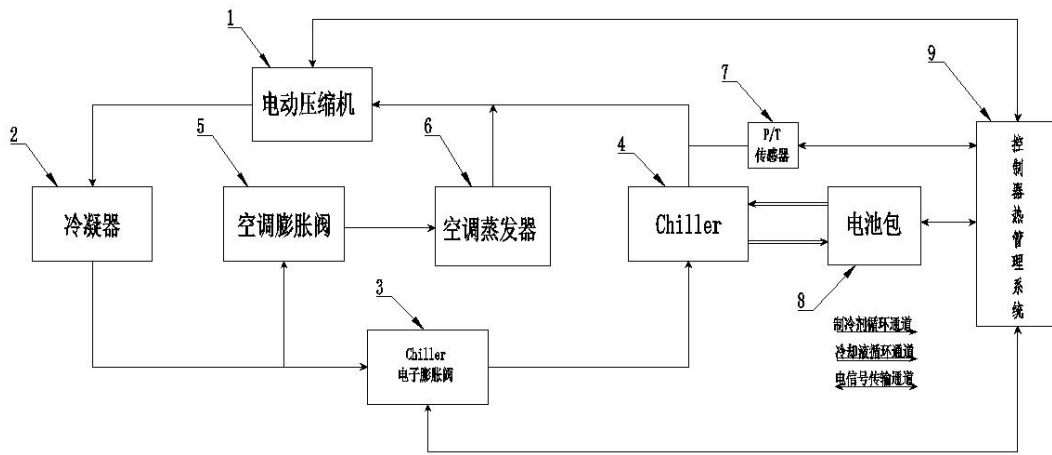 1
电动压缩机
2
冷凝器
5
空调膨胀阀
6
空调蒸发器
3
Chiller
电子膨胀阀
4
Chiller
7
P/T
传感器
电池包
8
9
控制器热管理系统
制冷剂循环通道
冷却液循环通道
电信号传输通道